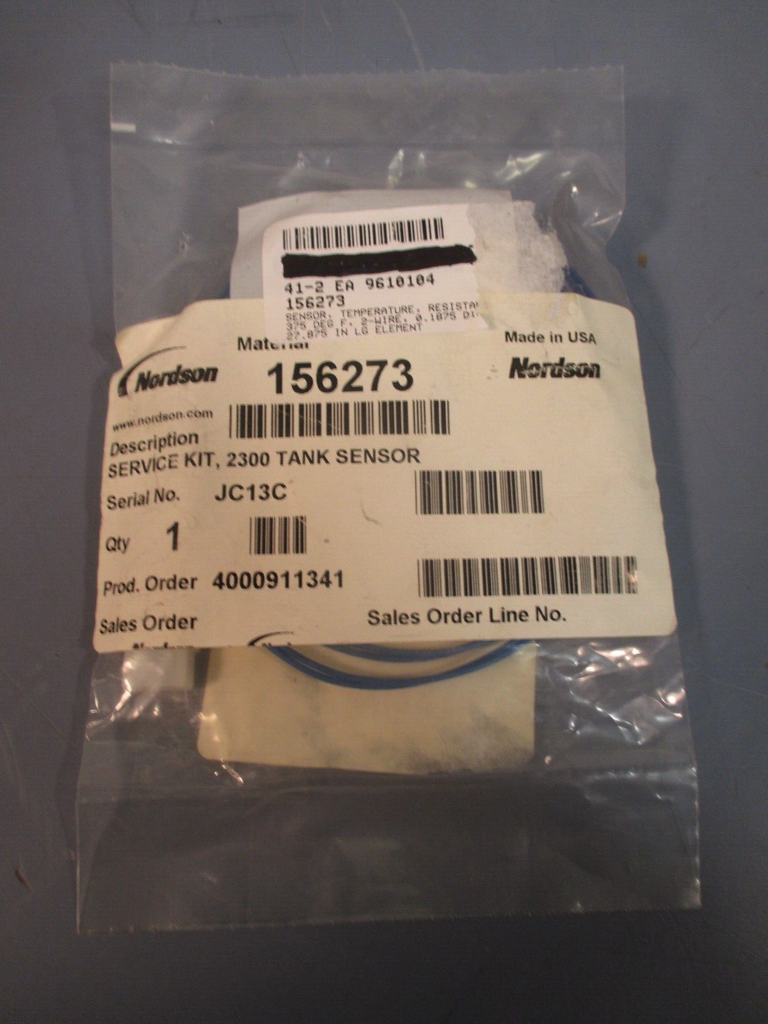 41-2 EA 9610104
156273
SENSOR, TEMPERATURE, RESISTA
375 DEG F, 2-WIRE, 0.1875 DI
27.875 IN LG ELEMENT
Material
Made in USA
Nordson
156273
Nordson
www.nordson.com
Description
SERVICE KIT, 2300 TANK SENSOR
Serial No. JC13C
Qty 1
Prod. Order 4000911341
Sales Order
Sales Order Line No.
Nordson